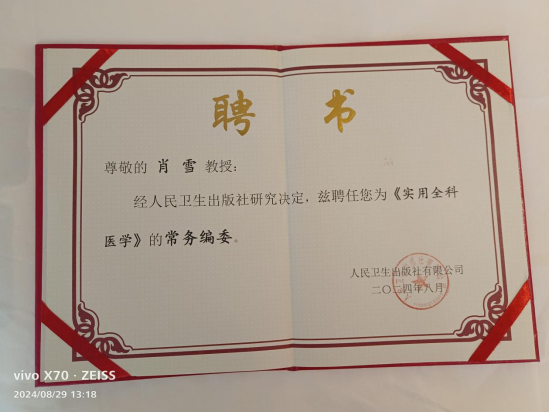 聘 书
尊敬的 肖 雪 教授：
经人民卫生出版社研究决定，兹聘任您为《实用全科
医学》的常务编委。
人民卫生出版社有限公司
二〇二四年八月
vivo X70 · ZEISS
2024/08/29 13:18